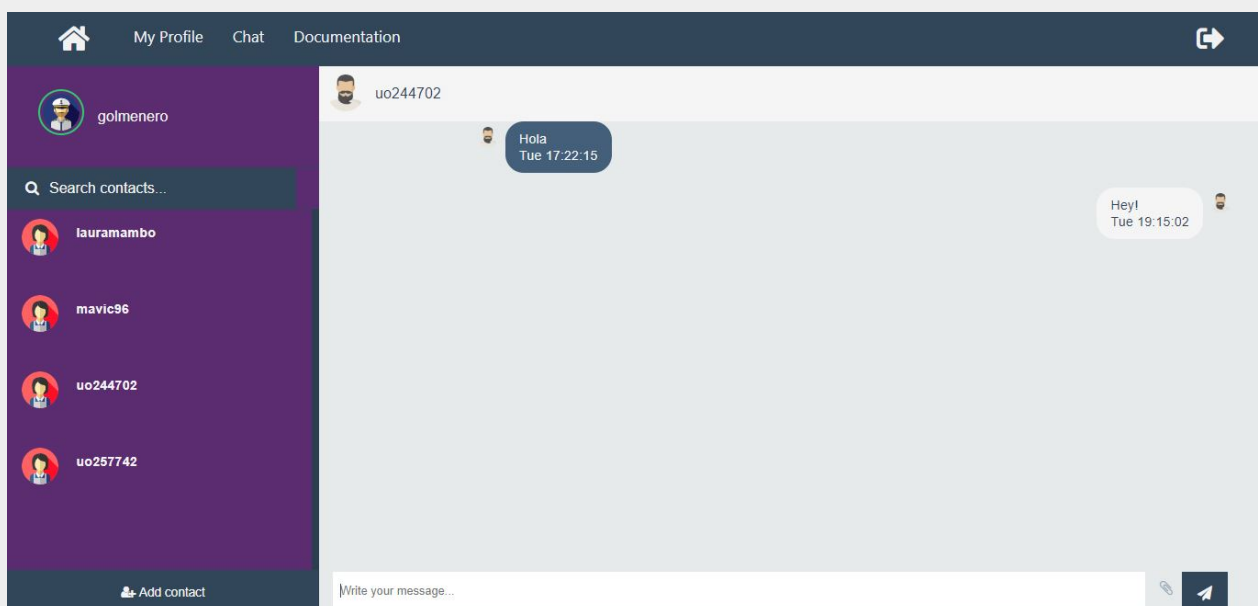 My Profile Chat Documentation
golmenero
Search contacts...
lauramambo
mavic96
uo244702
uo257742
Add contact
uo244702
Hola
Tue 17:22:15
Hey!
Tue 19:15:02
Write your message...